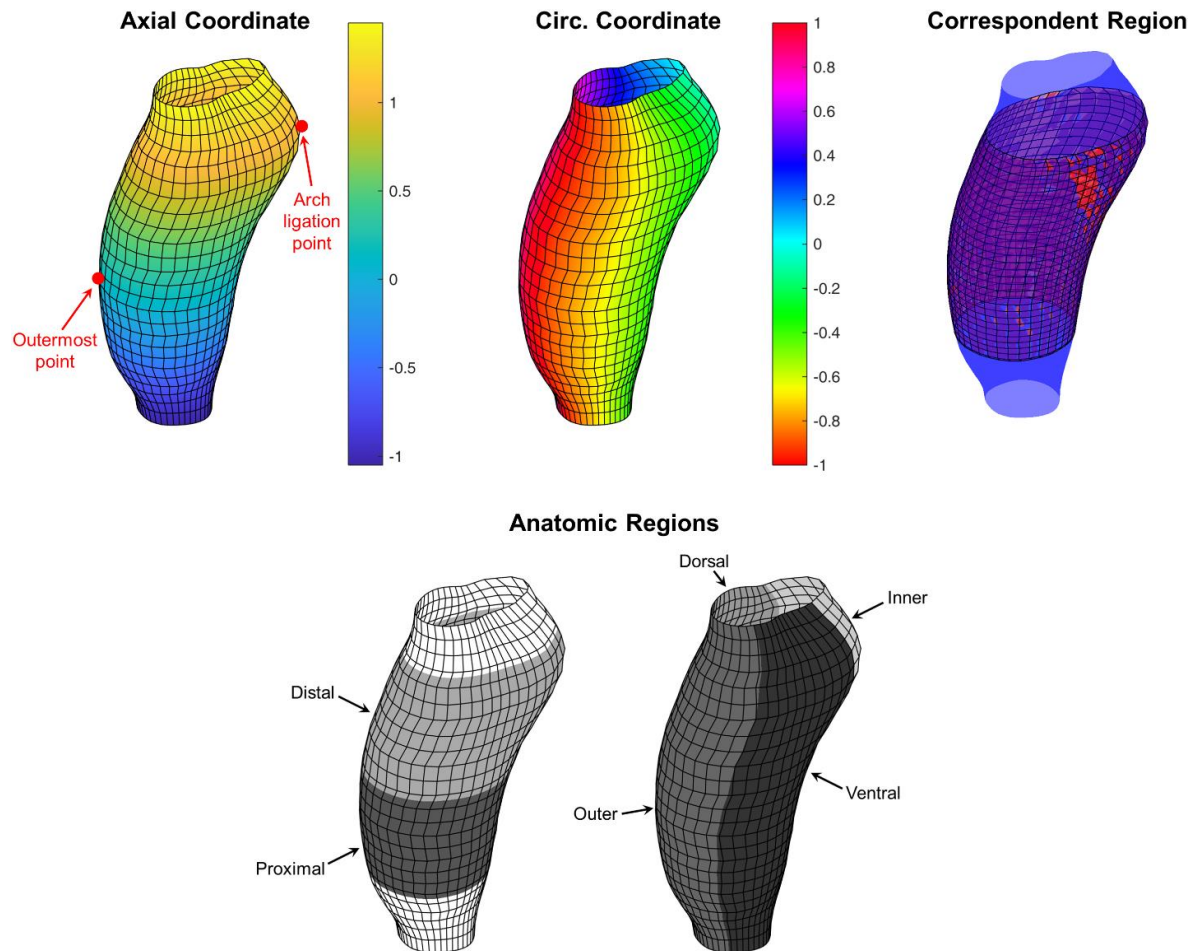 Axial Coordinate
Circ. Coordinate
Correspondent Region
1
0.5
0
-0.5
-1
Arch
ligation
point
Outermost
point
1
0.8
0.6
0.4
0.2
0
-0.2
-0.4
-0.6
-0.8
-1
Anatomic Regions
Distal
Proximal
Dorsal
Inner
Outer
Ventral